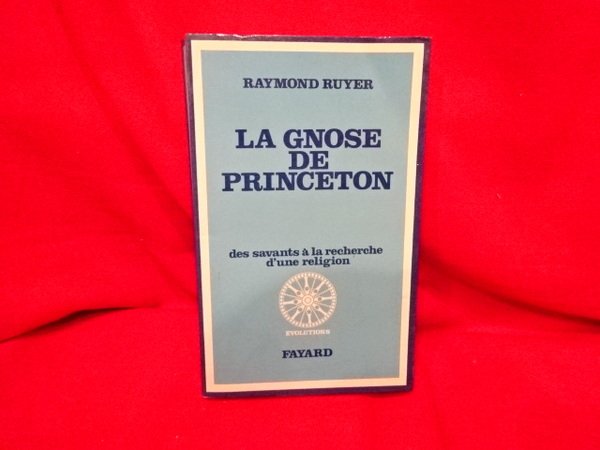 RAYMOND RUYER
LA GNOSE
DE
PRINCETON
des savants à la recherche
d'une religion
EVOLUTIONS
FAYARD